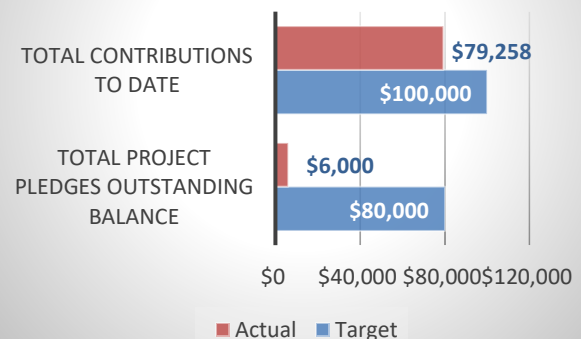 TOTAL CONTRIBUTIONS
TO DATE
$79,258
$100,000
TOTAL PROJECT
PLEDGES OUTSTANDING
BALANCE
$6,000
$80,000
$0 $40,000 $80,000 $120,000
Actual Target